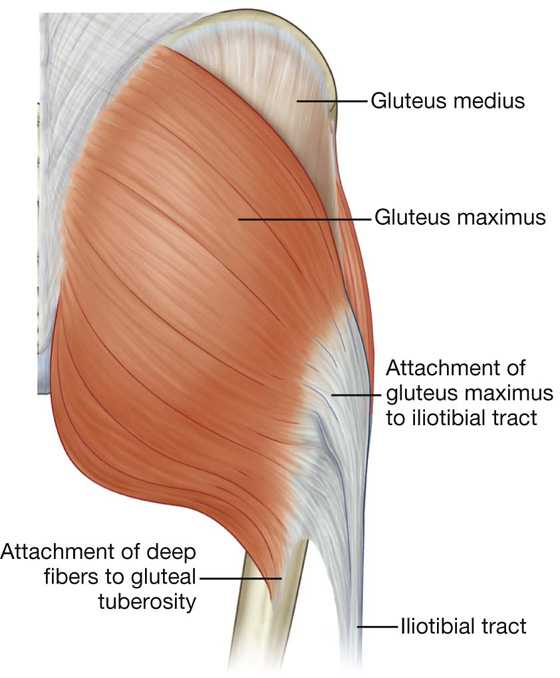 Gluteus medius
Gluteus maximus
Attachment of
gluteus maximus
to iliotibial tract
Attachment of deep
fibers to gluteal
tuberosity
Iliotibial tract